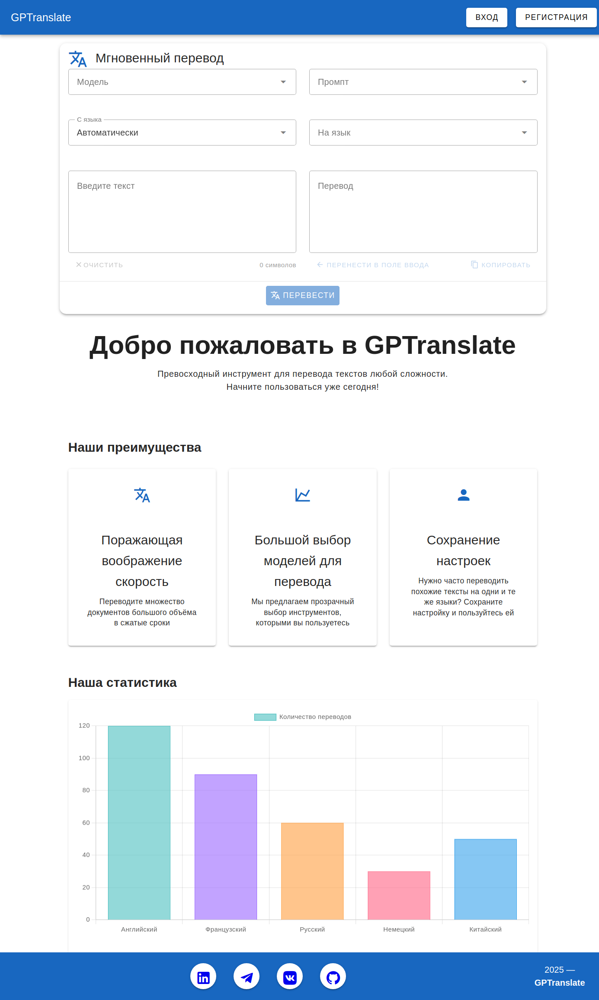 GPTranslate
ВХОД
РЕГИСТРАЦИЯ
Мгновенный перевод
Модель
Промпт
С языка
Автоматически
На язык
Введите текст
Перевод
ОЧИСТИТЬ
0 символов
ПЕРЕНЕСТИ В ПОЛЕ ВВОДА
КОПИРОВАТЬ
ПЕРЕВЕСТИ
Добро пожаловать в GPTranslate
Превосходный инструмент для перевода текстов любой сложности.
Начните пользоваться уже сегодня!
Наши преимущества
Поражающая
воображение
скорость
Переводите множество
документов большого объёма
в сжатые сроки
Большой выбор
моделей для
перевода
Мы предлагаем прозрачный
выбор инструментов,
которыми вы пользуетесь
Сохранение
настроек
Нужно часто переводить
похожие тексты на одни и те
же языки? Сохраните
настройку и пользуйтесь ей
Наша статистика
Количество переводов
120
100
80
60
40
20
0
Английский
Французский
Русский
Немецкий
Китайский
2025 —
GPTranslate